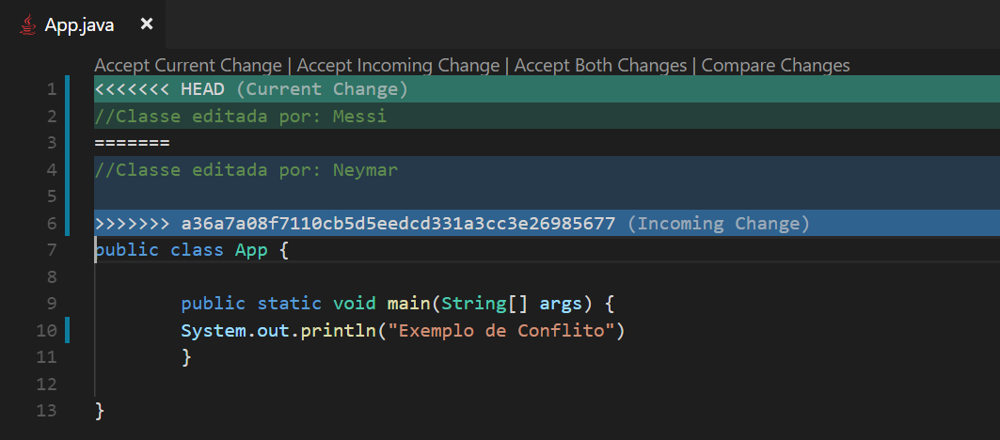 App.java ×
Accept Current Change | Accept Incoming Change | Accept Both Changes | Compare Changes
1 <<<<<<< HEAD (Current Change)
2 //Classe editada por: Messi
3 =======
4 //Classe editada por: Neymar
5
6 >>>>>>> a36a7a08f7110cb5d5eedcd331a3cc3e26985677 (Incoming Change)
7 public class App {
8
9 public static void main(String[] args) {
10 System.out.println("Exemplo de Conflito")
11 }
12
13 }